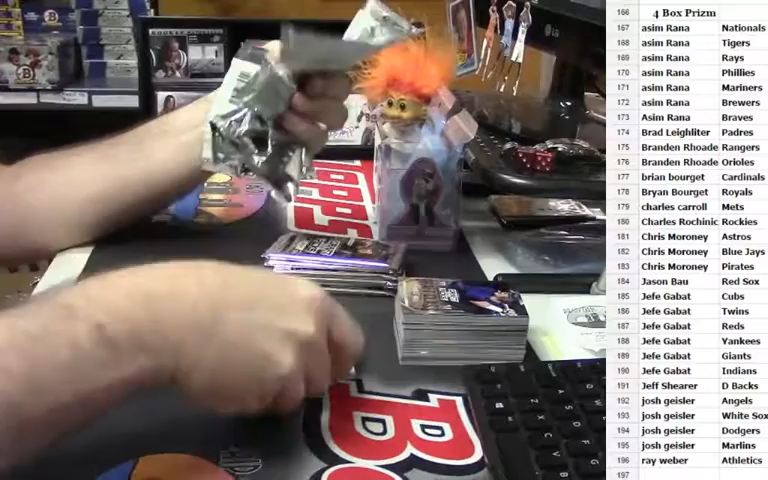 166 4 Box Prizm
167 asim Rana Nationals
168 asim Rana Tigers
169 asim Rana Rays
170 asim Rana Phillies
171 asim Rana Mariners
172 asim Rana Brewers
173 Asim Rana Braves
174 Brad Leighliter Padres
175 Branden Rhoade Rangers
176 Branden Rhoade Orioles
177 brian bourget Cardinals
178 Bryan Bourget Royals
179 charles carroll Mets
180 Charles Rochinic Rockies
181 Chris Moroney Astros
182 Chris Moroney Blue Jays
183 Chris Moroney Pirates
184 Jason Bau Red Sox
185 Jefe Gabat Cubs
186 Jefe Gabat Twins
187 Jefe Gabat Reds
188 Jefe Gabat Yankees
189 Jefe Gabat Giants
190 Jefe Gabat Indians
191 Jeff Shearer D Backs
192 josh geisler Angels
193 josh geisler White Sox
194 josh geisler Dodgers
195 josh geisler Marlins
196 ray weber Athletics
197
TOPPS
B